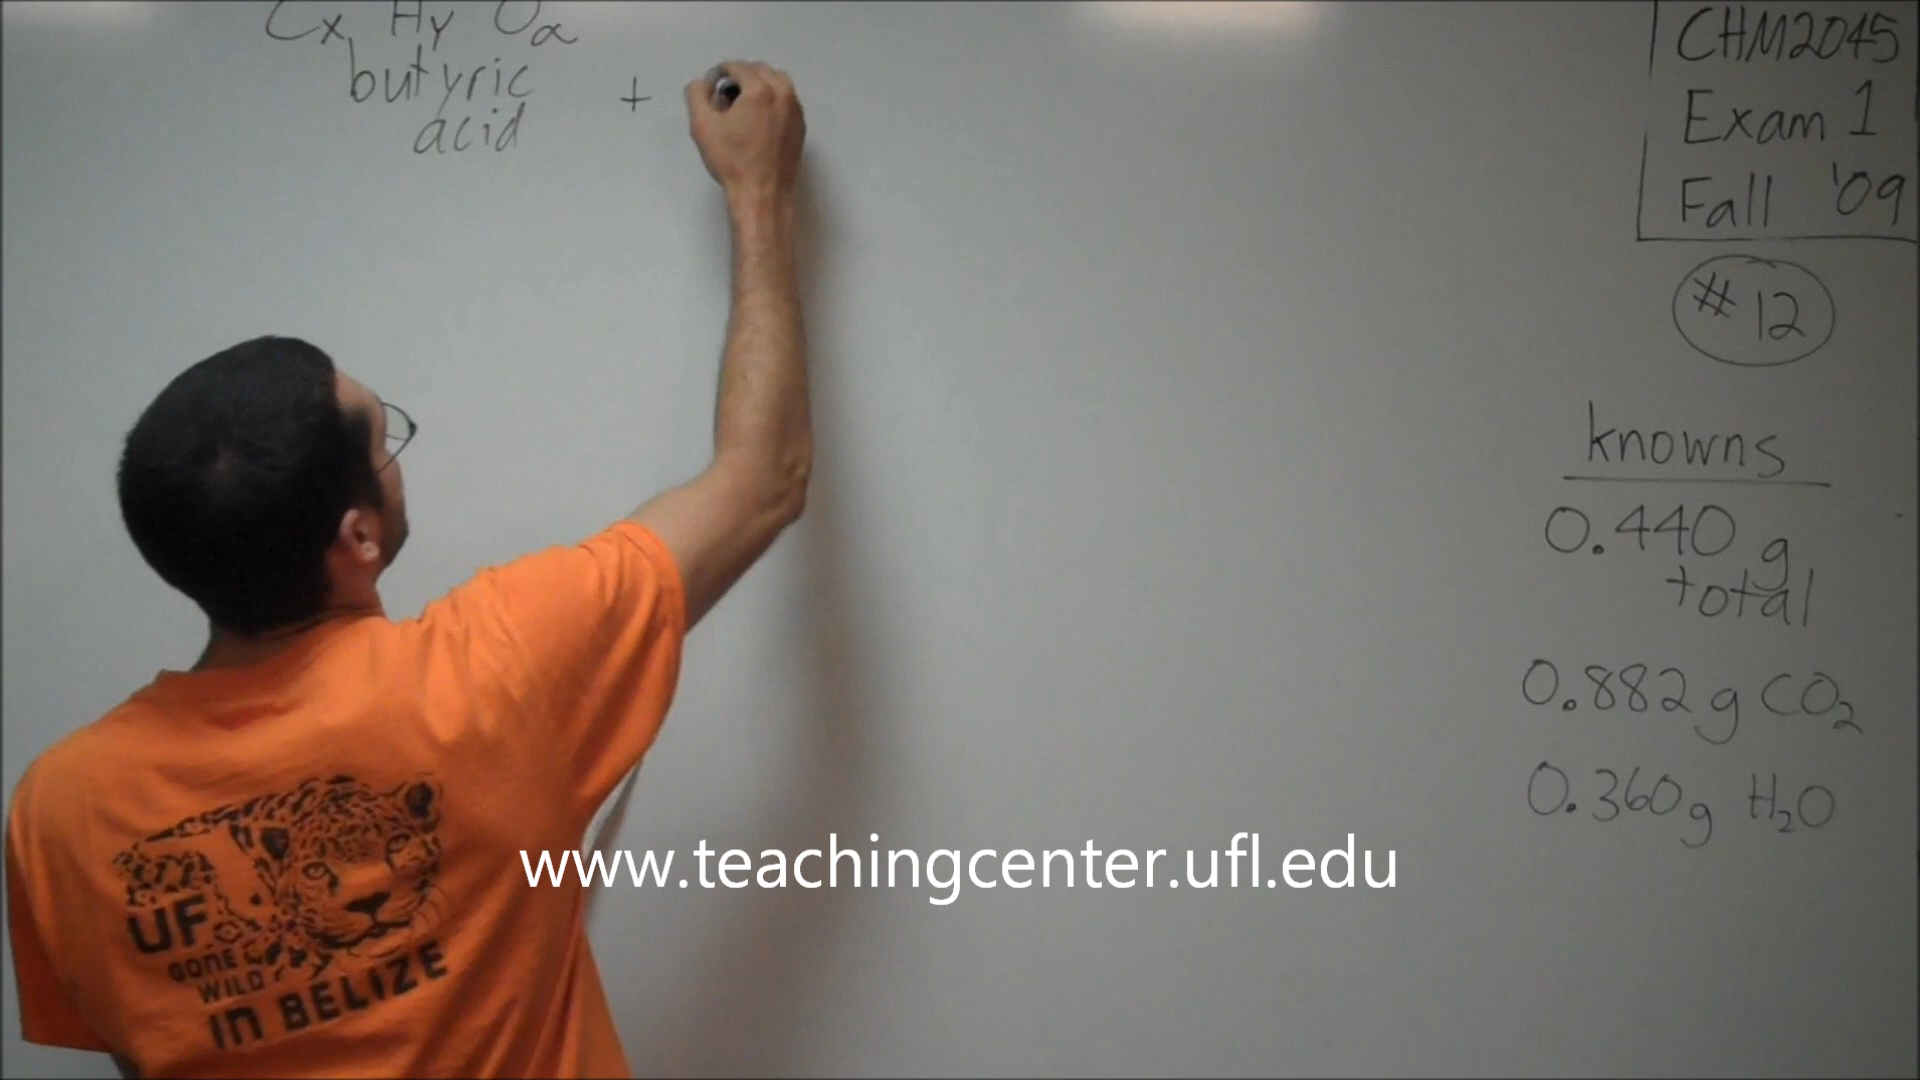 Cx Hy Oα
butyric
acid
+
CHM2045
Exam 1
Fall '09
# 12
knowns
0.440 g
total
0.882 g CO₂
0.360 g H₂O
www.teachingcenter.ufl.edu
UF
GONE
WILD
IN BELIZE